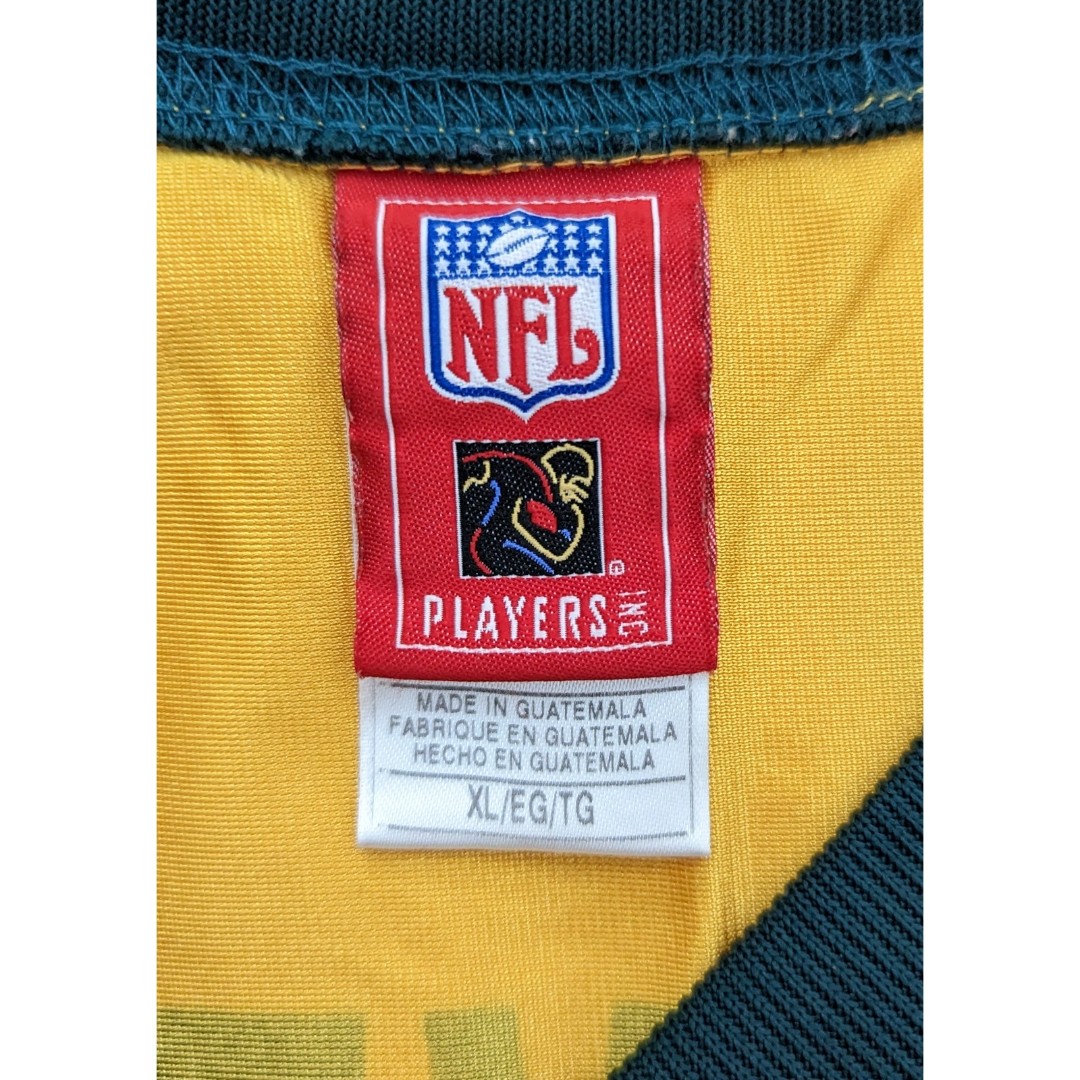 NFL
PLAYERS INC
MADE IN GUATEMALA
FABRIQUE EN GUATEMALA
HECHO EN GUATEMALA
XL/EG/TG